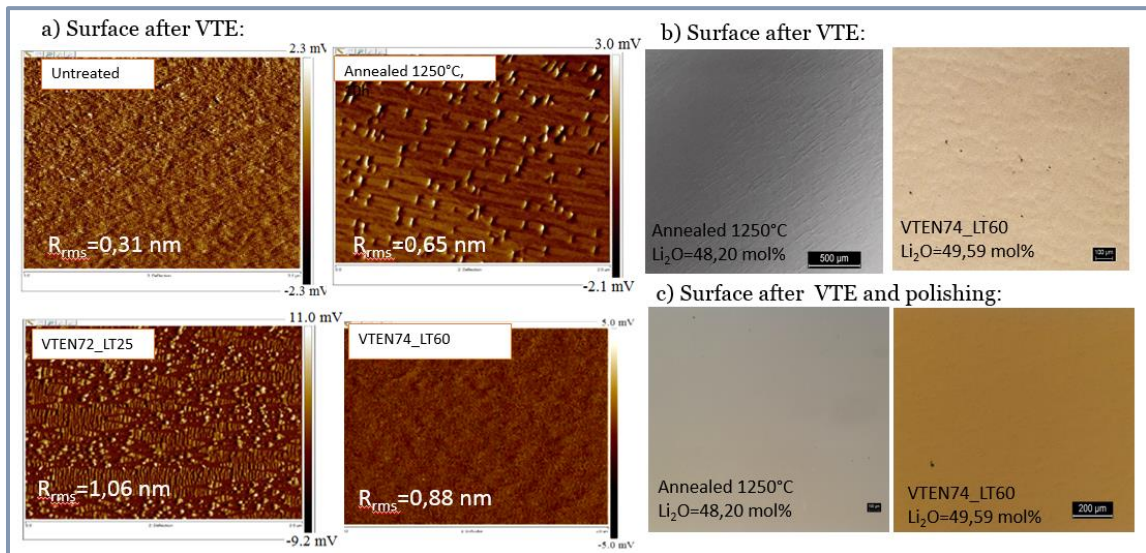 a) Surface after VTE:
2.3 mV
Untreated
R_rms=0,31 nm
-2.3 mV
3.0 mV
Annealed 1250°C,
R_rms=0,65 nm
-2.1 mV
11.0 mV
VTEN72_LT25
R_rms=1,06 nm
-9.2 mV
5.0 mV
VTEN74_LT60
R_rms=0,88 nm
-5.0 mV
b) Surface after VTE:
Annealed 1250°C
Li₂O=48,20 mol%
500 µm
VTEN74_LT60
Li₂O=49,59 mol%
100 µm
c) Surface after VTE and polishing:
Annealed 1250°C
Li₂O=48,20 mol%
VTEN74_LT60
Li₂O=49,59 mol%
200 µm